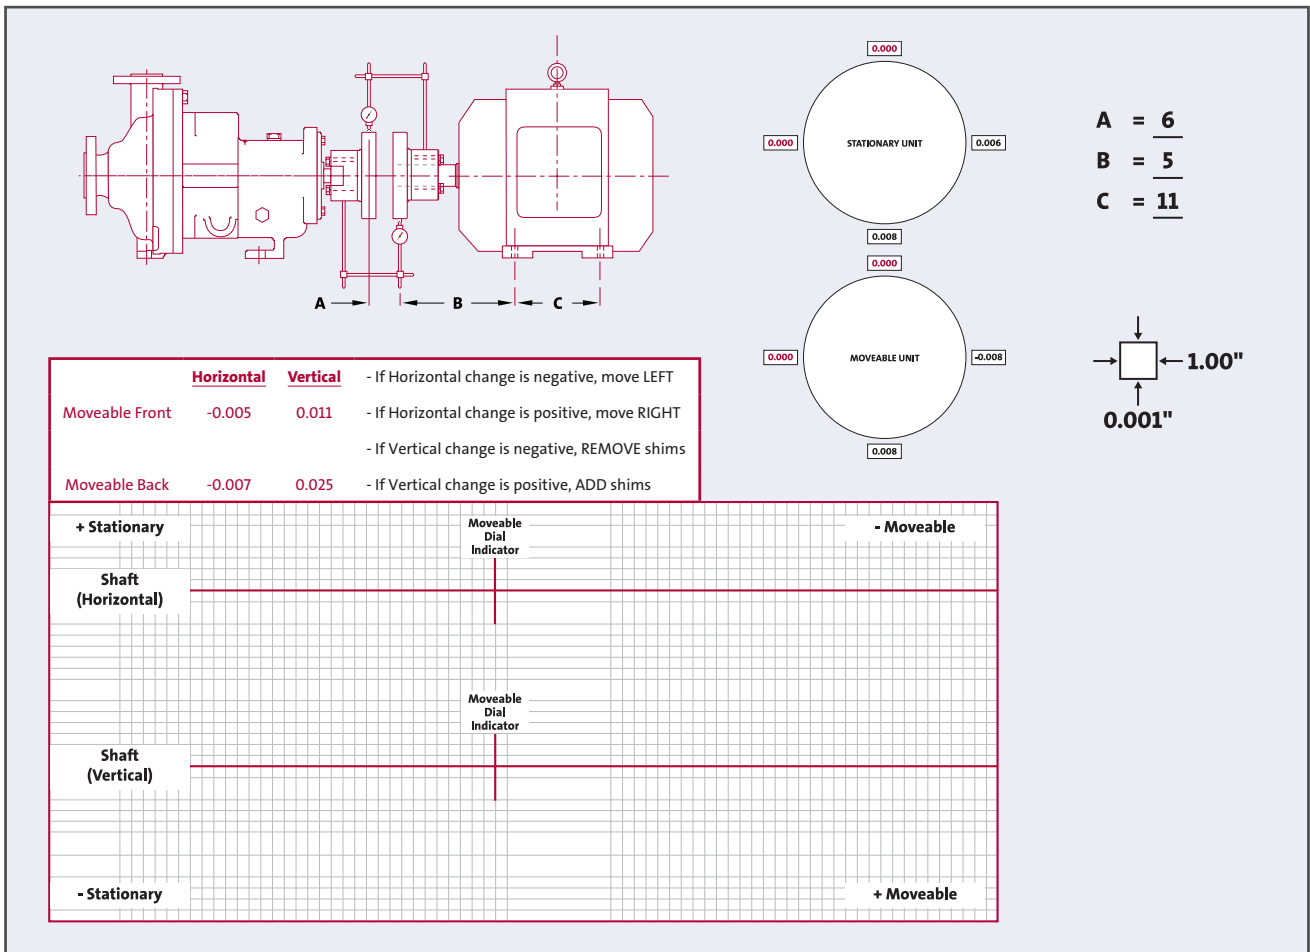 0.000
0.000
STATIONARY UNIT
0.006
0.008
A = 6
B = 5
C = 11
A
B
C
0.000
0.000
MOVEABLE UNIT
-0.008
0.008
1.00"
0.001"
Horizontal Vertical - If Horizontal change is negative, move LEFT
Moveable Front -0.005 0.011 - If Horizontal change is positive, move RIGHT
- If Vertical change is negative, REMOVE shims
Moveable Back -0.007 0.025 - If Vertical change is positive, ADD shims
+ Stationary
Moveable
Dial
Indicator
- Moveable
Shaft
(Horizontal)
Moveable
Dial
Indicator
Shaft
(Vertical)
- Stationary
+ Moveable